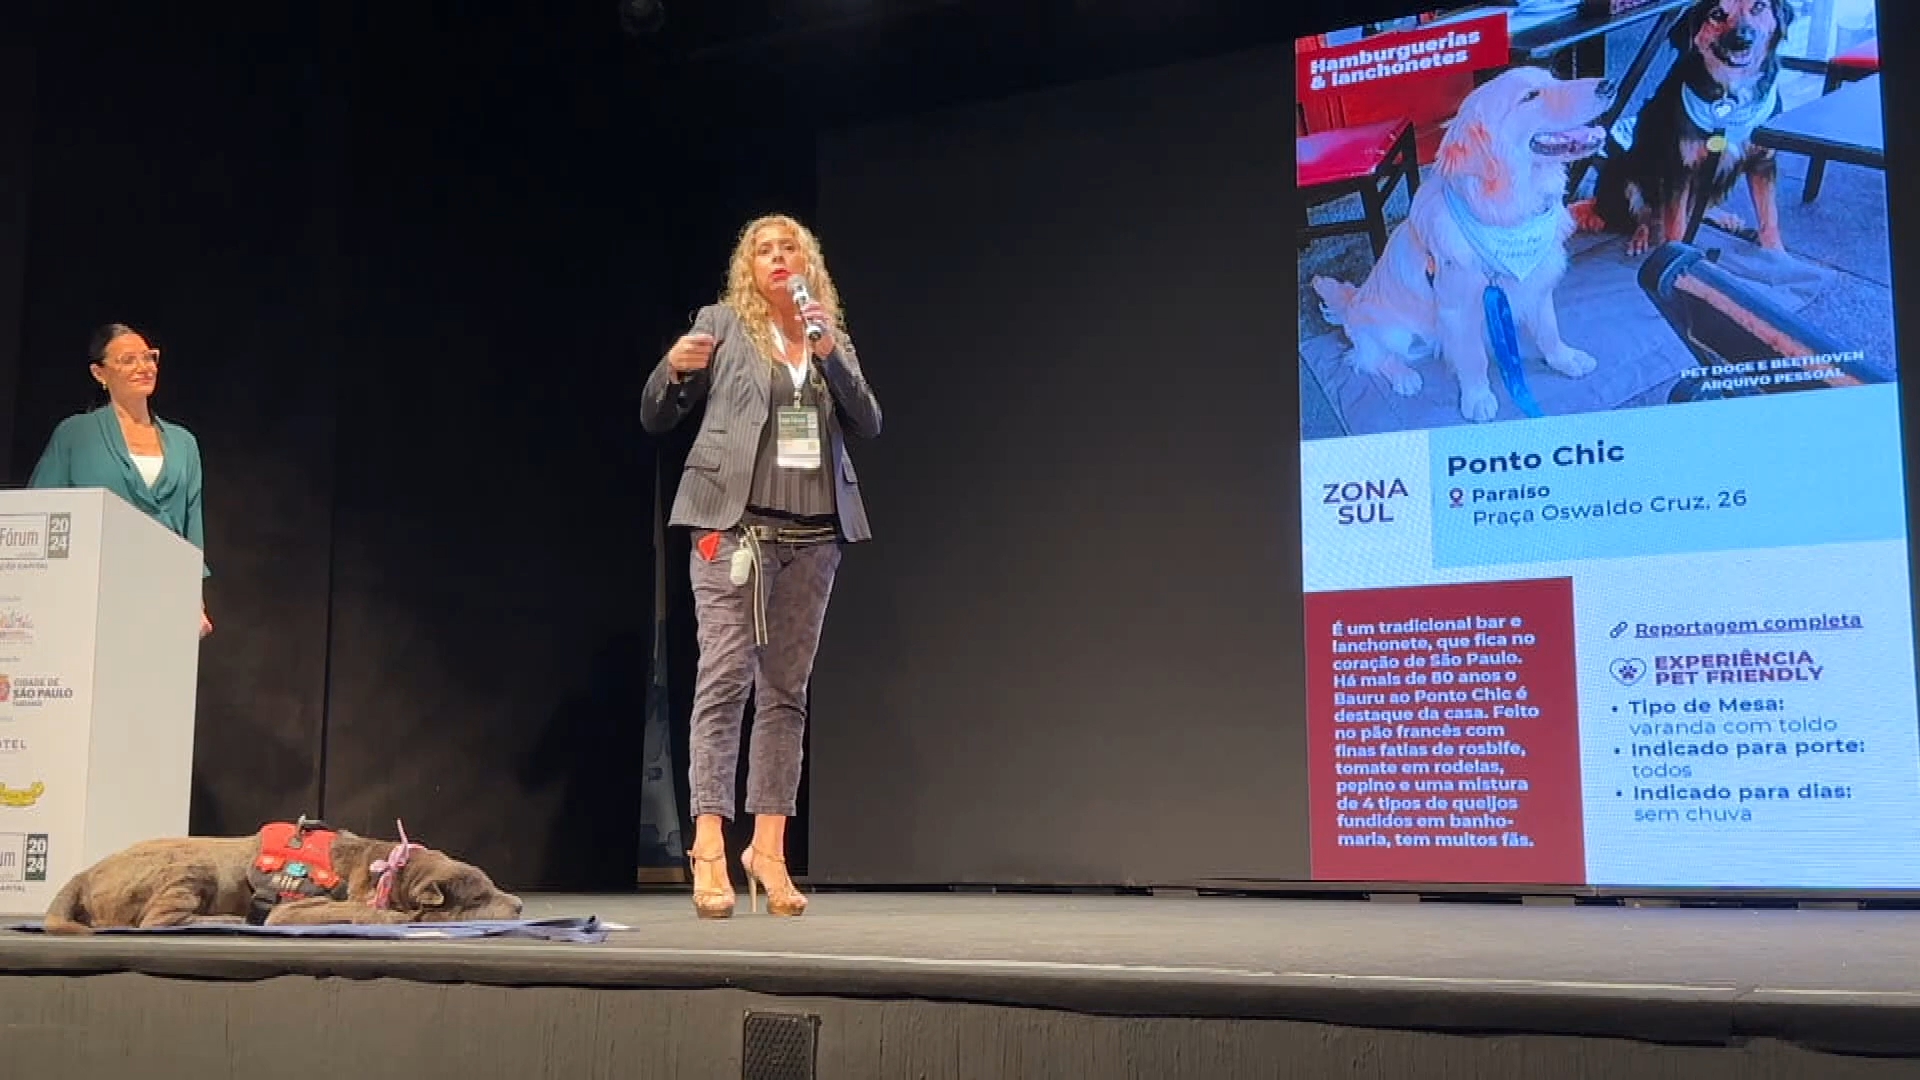 Hamburguerias
& lanchonetes
PET DOCE E BEETHOVEN
ARQUIVO PESSOAL
ZONA
SUL
Ponto Chic
Paraíso
Praça Oswaldo Cruz, 26
É um tradicional bar e
lanchonete, que fica no
coração de São Paulo.
Há mais de 80 anos o
Bauru ao Ponto Chic é
destaque da casa. Feito
no pão francês com
finas fatias de rosbife,
tomate em rodelas,
pepino e uma mistura
de 4 tipos de queijos
fundidos em banho-
maria, tem muitos fãs.
Reportagem completa
EXPERIÊNCIA
PET FRIENDLY
• Tipo de Mesa:
varanda com toldo
• Indicado para porte:
todos
• Indicado para dias:
sem chuva
Fórum
20
24
CAPITAL
CIDADE DE
SÃO PAULO
TURISMO
OTEL
um
20
24
CAPITAL